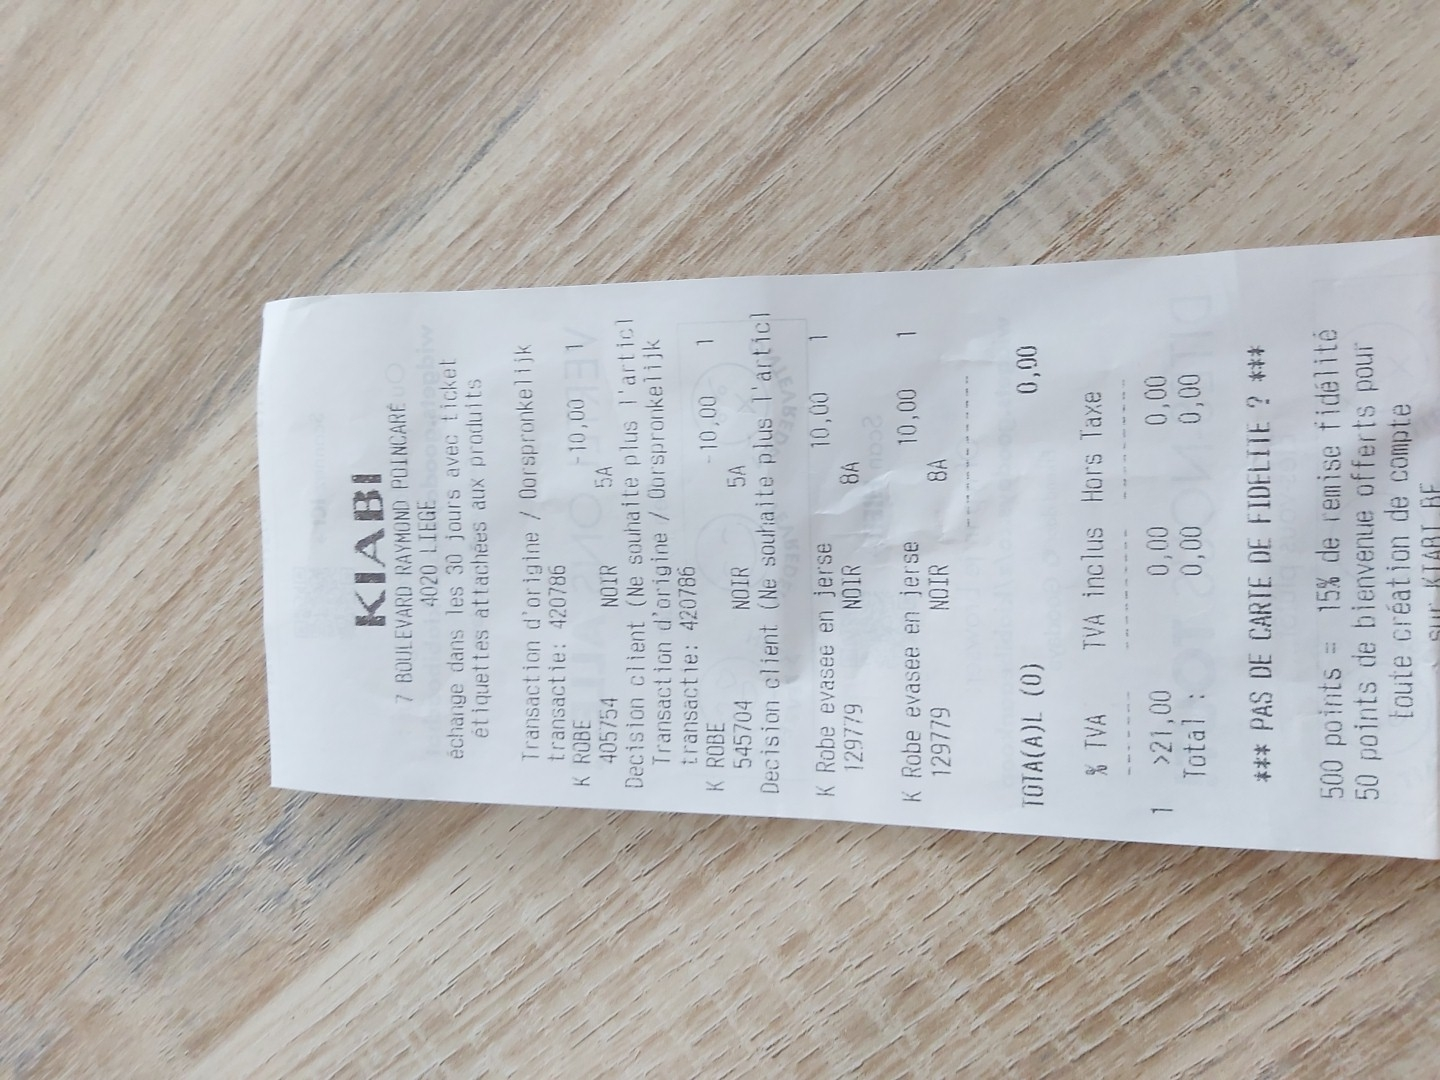 KIABI
7 BOULEVARD RAYMOND POINCARÉ
4020 LIEGE
échange dans les 30 jours avec ticket
étiquettes attachées aux produits
Transaction d'origine / Oorspronkelijk
transactie: 420786
K ROBE -10,00 1
405754 NOIR 5A
Decision client (Ne souhaite plus l'articl
Transaction d'origine / Oorspronkelijk
transactie: 420786
K ROBE -10,00 1
545704 NOIR 5A
Decision client (Ne souhaite plus l'articl
K Robe evasee en jerse 10,00 1
129779 NOIR 8A
K Robe evasee en jerse 10,00 1
129779 NOIR 8A
TOTA(A)L (0) 0,00
% TVA TVA inclus Hors Taxe
1 >21,00 0,00 0,00
Total : 0,00 0,00
*** PAS DE CARTE DE FIDELITE ? ***
500 points = 15% de remise fidélité
50 points de bienvenue offerts pour
toute création de compte
sur KIABI.BE